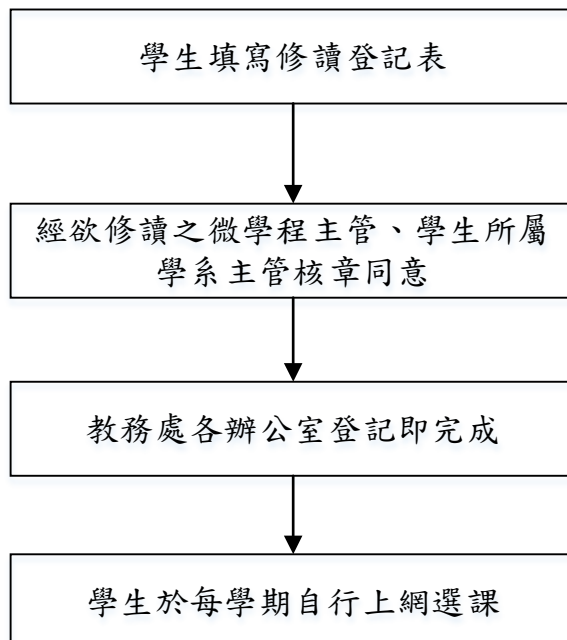 學生填寫修讀登記表
經欲修讀之微學程主管、學生所屬
學系主管核章同意
教務處各辦公室登記即完成
學生於每學期自行上網選課